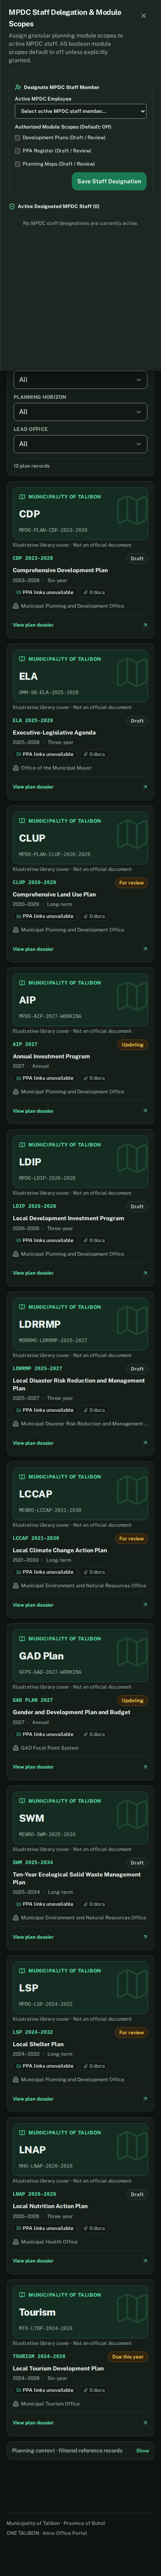 MPDC Staff Delegation & Module
Scopes
Assign granular planning module scopes to
active MPDC staff. All boolean module
scopes default to off unless explicitly
granted.
Designate MPDC Staff Member
Active MPDC Employee
Select active MPDC staff member...
Authorized Module Scopes (Default: Off)
Development Plans (Draft / Review)
PPA Register (Draft / Review)
Planning Maps (Draft / Review)
Save Staff Designation
Active Designated MPDC Staff (0)
No MPDC staff designations are currently active.
All
PLANNING HORIZON
All
LEAD OFFICE
All
12 plan records
MUNICIPALITY OF TALIBON
CDP
MPDO-PLAN-CDP-2023-2028
Illustrative library cover · Not an official document
CDP 2023–2028
Draft
Comprehensive Development Plan
2023–2028 · Six-year
PPA links unavailable
0 docs
Municipal Planning and Development Office
View plan dossier
MUNICIPALITY OF TALIBON
ELA
OMM-SB-ELA-2025-2028
Illustrative library cover · Not an official document
ELA 2025–2028
Draft
Executive-Legislative Agenda
2025–2028 · Three-year
PPA links unavailable
0 docs
Office of the Municipal Mayor
View plan dossier
MUNICIPALITY OF TALIBON
CLUP
MPDO-PLAN-CLUP-2020-2029
Illustrative library cover · Not an official document
CLUP 2020–2029
For review
Comprehensive Land Use Plan
2020–2029 · Long-term
PPA links unavailable
0 docs
Municipal Planning and Development Office
View plan dossier
MUNICIPALITY OF TALIBON
AIP
MPDO-AIP-2027-WORKING
Illustrative library cover · Not an official document
AIP 2027
Updating
Annual Investment Program
2027 · Annual
PPA links unavailable
0 docs
Municipal Planning and Development Office
View plan dossier
MUNICIPALITY OF TALIBON
LDIP
MPDO-LDIP-2026-2028
Illustrative library cover · Not an official document
LDIP 2026–2028
Draft
Local Development Investment Program
2026–2028 · Three-year
PPA links unavailable
0 docs
Municipal Planning and Development Office
View plan dossier
MUNICIPALITY OF TALIBON
LDRRMP
MDRRMO-LDRRMP-2025-2027
Illustrative library cover · Not an official document
LDRRMP 2025–2027
Draft
Local Disaster Risk Reduction and Management
Plan
2025–2027 · Three-year
PPA links unavailable
0 docs
Municipal Disaster Risk Reduction and Management ...
View plan dossier
MUNICIPALITY OF TALIBON
LCCAP
MENRO-LCCAP-2021-2030
Illustrative library cover · Not an official document
LCCAP 2021–2030
For review
Local Climate Change Action Plan
2021–2030 · Long-term
PPA links unavailable
0 docs
Municipal Environment and Natural Resources Office
View plan dossier
MUNICIPALITY OF TALIBON
GAD Plan
GFPS-GAD-2027-WORKING
Illustrative library cover · Not an official document
GAD PLAN 2027
Updating
Gender and Development Plan and Budget
2027 · Annual
PPA links unavailable
0 docs
GAD Focal Point System
View plan dossier
MUNICIPALITY OF TALIBON
SWM
MENRO-SWM-2025-2034
Illustrative library cover · Not an official document
SWM 2025–2034
Draft
Ten-Year Ecological Solid Waste Management
Plan
2025–2034 · Long-term
PPA links unavailable
0 docs
Municipal Environment and Natural Resources Office
View plan dossier
MUNICIPALITY OF TALIBON
LSP
MPDO-LSP-2024-2032
Illustrative library cover · Not an official document
LSP 2024–2032
For review
Local Shelter Plan
2024–2032 · Long-term
PPA links unavailable
0 docs
Municipal Planning and Development Office
View plan dossier
MUNICIPALITY OF TALIBON
LNAP
MHO-LNAP-2026-2028
Illustrative library cover · Not an official document
LNAP 2026–2028
Draft
Local Nutrition Action Plan
2026–2028 · Three-year
PPA links unavailable
0 docs
Municipal Health Office
View plan dossier
MUNICIPALITY OF TALIBON
Tourism
MTO-LTDP-2024-2028
Illustrative library cover · Not an official document
TOURISM 2024–2028
Due this year
Local Tourism Development Plan
2024–2028 · Six-year
PPA links unavailable
0 docs
Municipal Tourism Office
View plan dossier
Planning context · filtered reference records
Show
Municipality of Talibon · Province of Bohol
ONE TALIBON · Intra-Office Portal